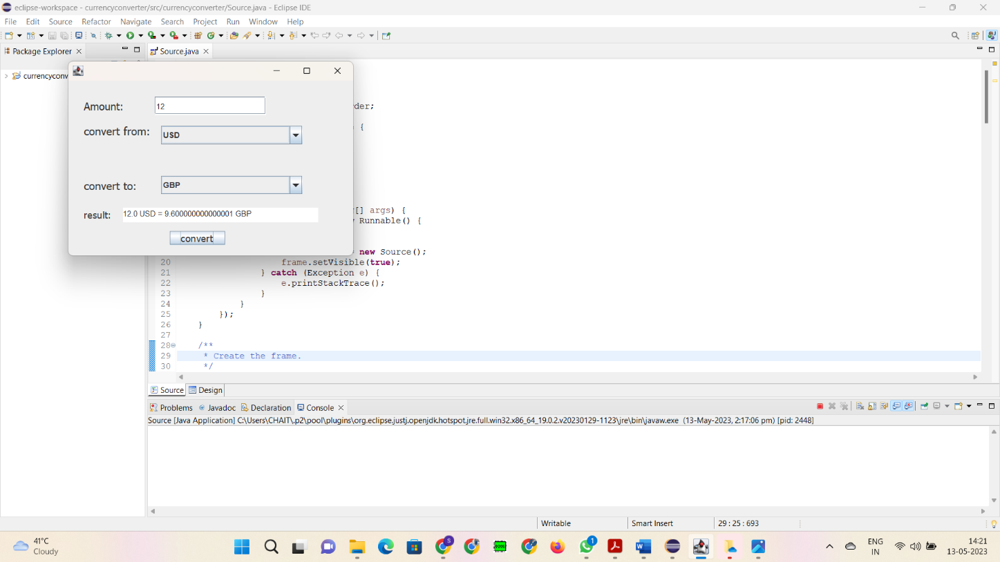 eclipse-workspace - currencyconverter/src/currencyconverter/Source.java - Eclipse IDE
File Edit Source Refactor Navigate Search Project Run Window Help
Package Explorer
Source.java
currencyconv
Amount:
12
convert from:
USD
convert to:
GBP
result:
12.0 USD = 9.600000000000001 GBP
convert
der;
{
[] args) {
Runnable() {
new Source();
20 frame.setVisible(true);
21 } catch (Exception e) {
22 e.printStackTrace();
23 }
24 }
25 });
26 }
27
28 /**
29 * Create the frame.
30 */
Source Design
Problems @ Javadoc Declaration Console
Source [Java Application] C:\Users\CHAIT\.p2\pool\plugins\org.eclipse.justj.openjdk.hotspot.jre.full.win32.x86_64_19.0.2.v20230129-1123\jre\bin\javaw.exe (13-May-2023, 2:17:06 pm) [pid: 2448]
Writable Smart Insert 29 : 25 : 693
41°C
Cloudy
S
1
ENG
IN
14:21
13-05-2023